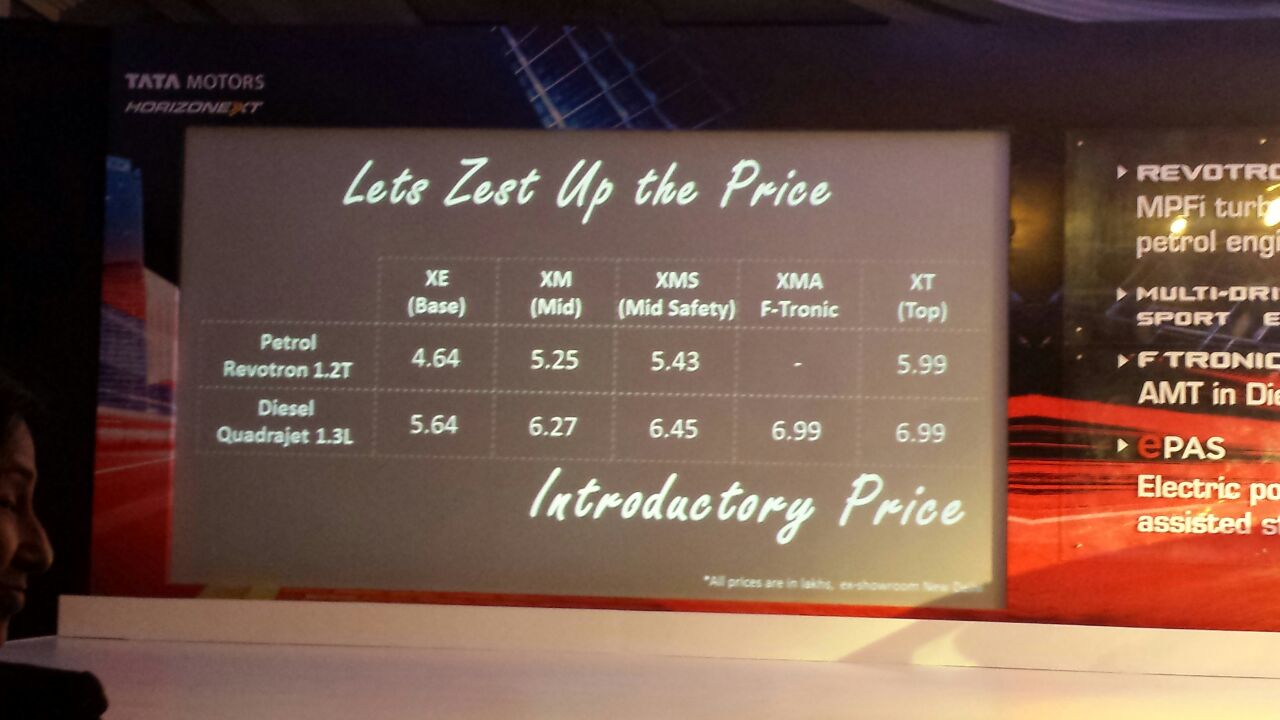 TATA MOTORS
HORIZONEXT
Lets Zest Up the Price
XE XM XMS XMA XT
(Base) (Mid) (Mid Safety) F-Tronic (Top)
Petrol
Revotron 1.2T 4.64 5.25 5.43 - 5.99
Diesel
Quadrajet 1.3L 5.64 6.27 6.45 6.99 6.99
Introductory Price
*All prices are in lakhs, ex-showroom New Delhi
REVOTRO
MPFi turb
petrol engi
MULTI-DRI
SPORT E
F TRONIC
AMT in Die
ePAS
Electric po
assisted st